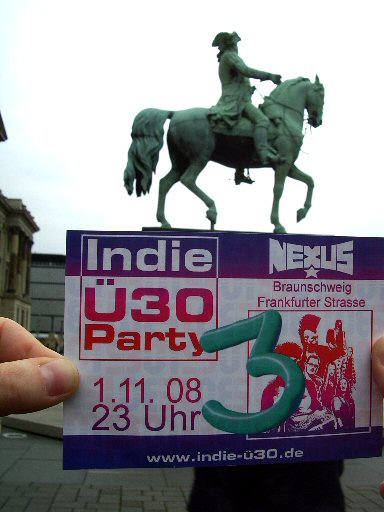 Indie
Ü30
Party
3
1.11. 08
23 Uhr
NEXUS
Braunschweig
Frankfurter Strasse
www.indie-ü30.de